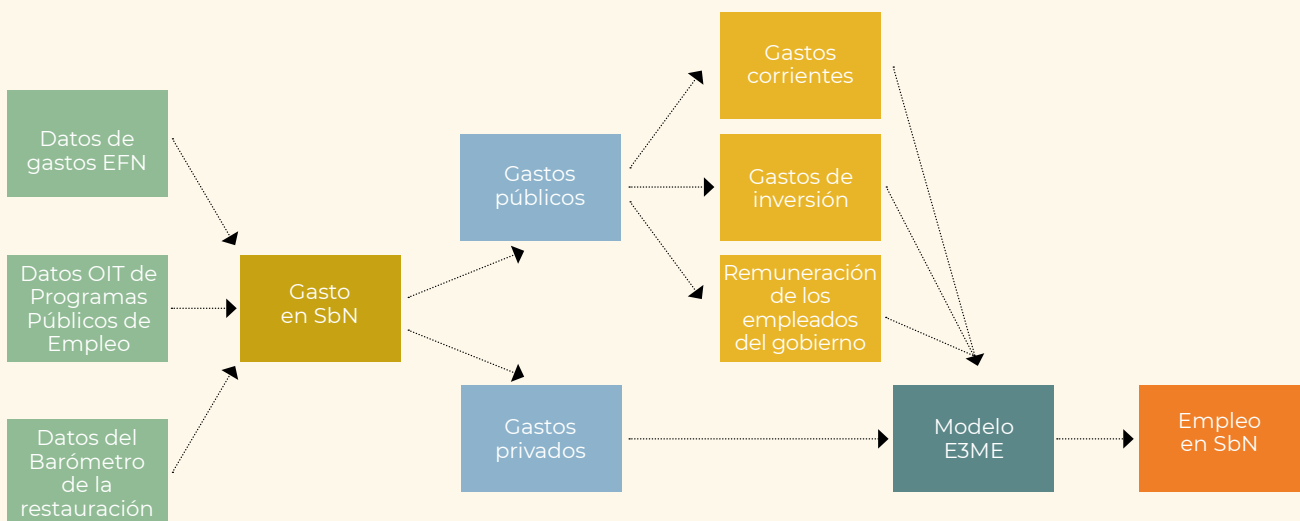 Datos de
gastos EFN
Datos OIT de
Programas
Públicos de
Empleo
Datos del
Barómetro
de la
restauración
Gasto
en SbN
Gastos
públicos
Gastos
privados
Gastos
corrientes
Gastos de
inversión
Remuneración
de los
empleados
del gobierno
Modelo
E3ME
Empleo
en SbN